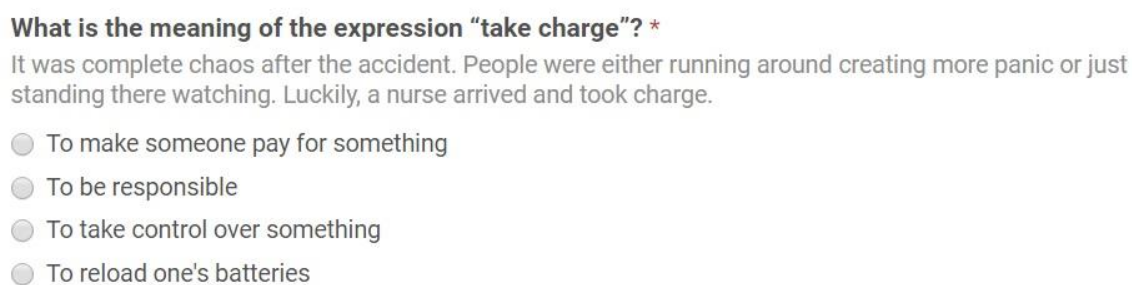 What is the meaning of the expression “take charge”? *
It was complete chaos after the accident. People were either running around creating more panic or just
standing there watching. Luckily, a nurse arrived and took charge.
To make someone pay for something
To be responsible
To take control over something
To reload one's batteries